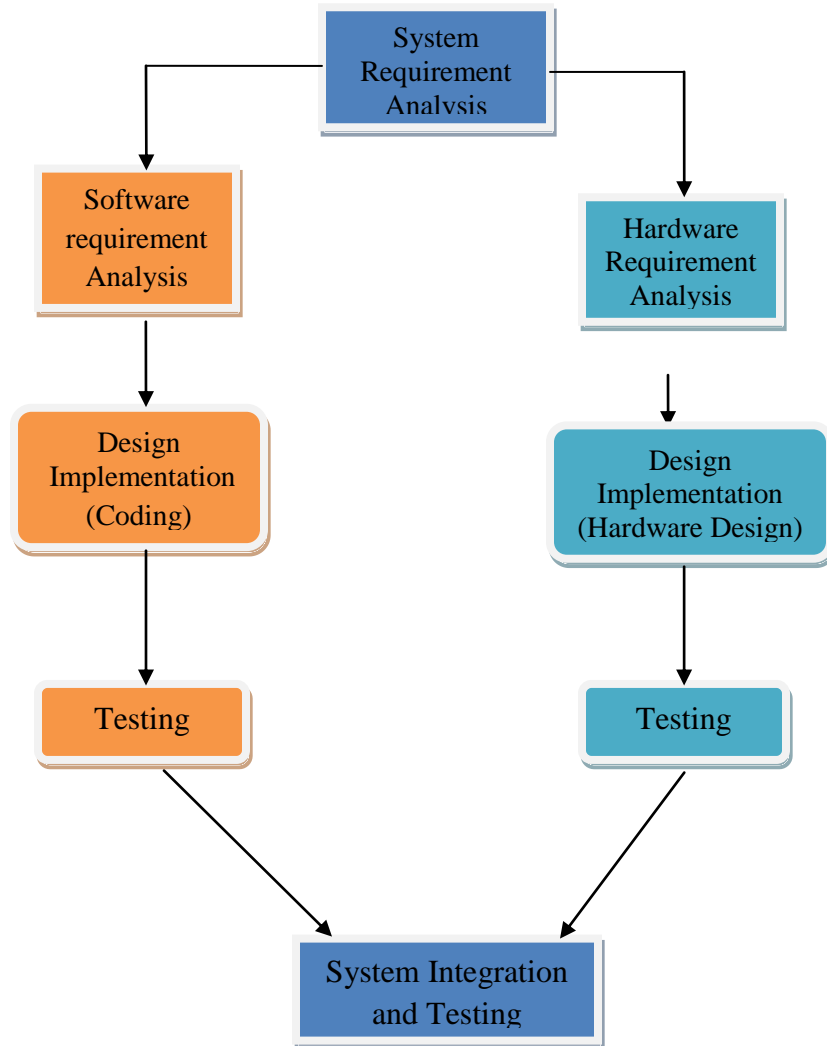 System
Requirement
Analysis
Software
requirement
Analysis
Hardware
Requirement
Analysis
Design
Implementation
(Coding)
Design
Implementation
(Hardware Design)
Testing
Testing
System Integration
and Testing